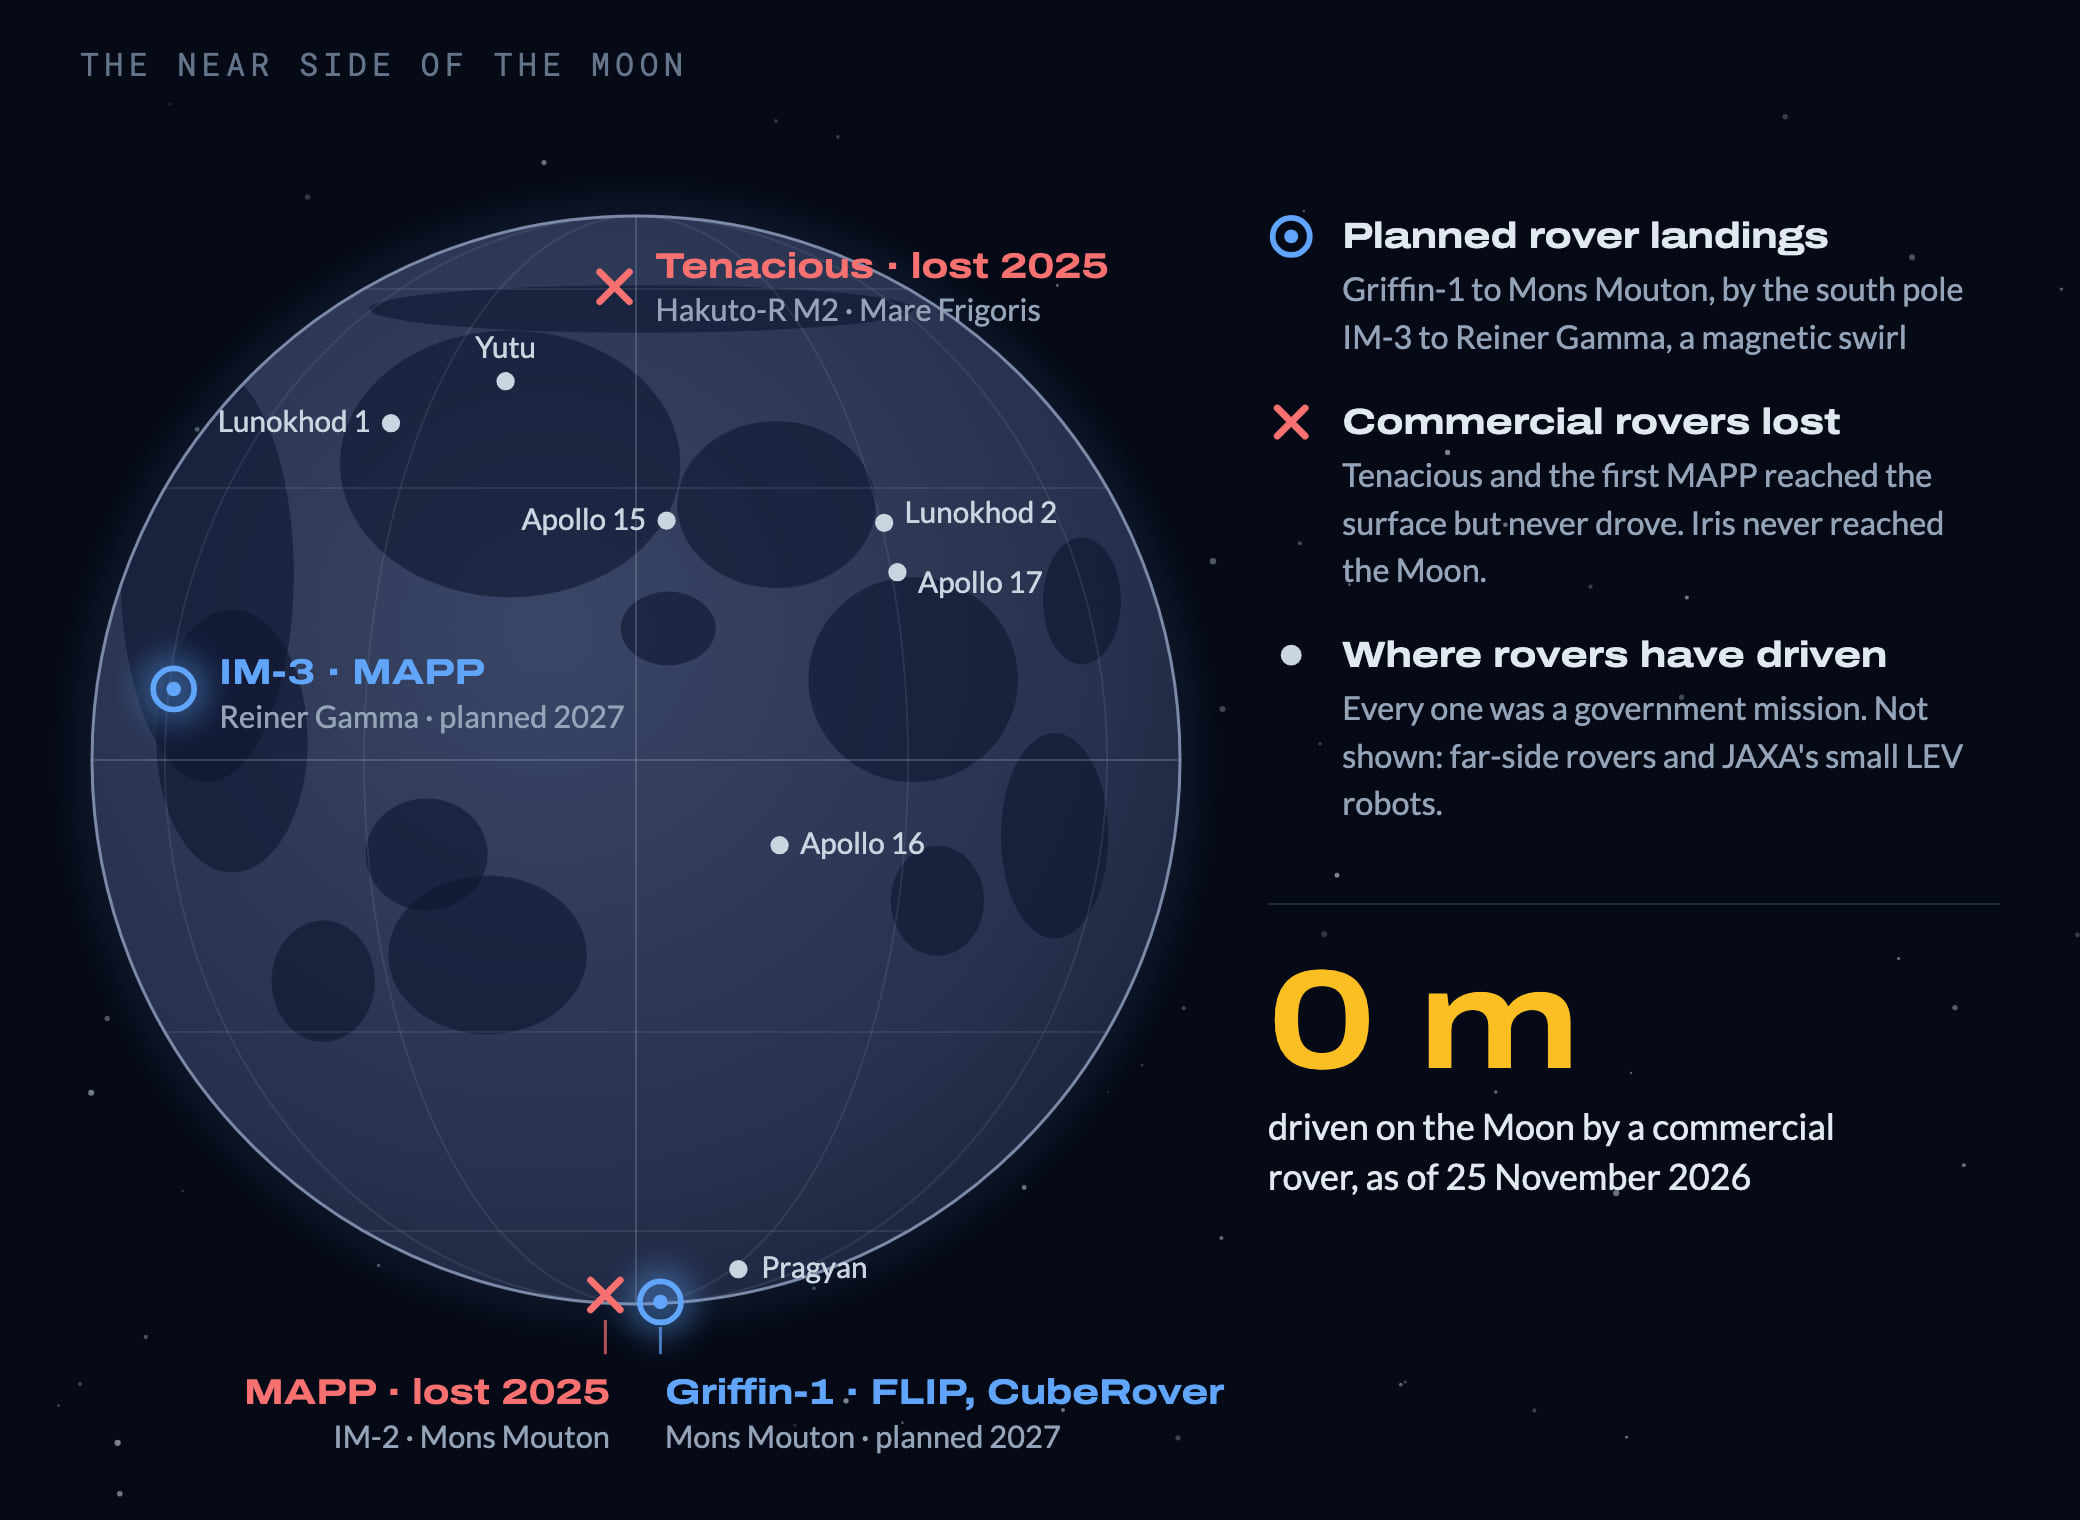 THE NEAR SIDE OF THE MOON
Tenacious · lost 2025
Hakuto-R M2 · Mare Frigoris
Yutu
Lunokhod 1
Apollo 15
Lunokhod 2
Apollo 17
IM-3 · MAPP
Reiner Gamma · planned 2027
Apollo 16
Pragyan
MAPP · lost 2025
IM-2 · Mons Mouton
Griffin-1 · FLIP, CubeRover
Mons Mouton · planned 2027
Planned rover landings
Griffin-1 to Mons Mouton, by the south pole
IM-3 to Reiner Gamma, a magnetic swirl
Commercial rovers lost
Tenacious and the first MAPP reached the
surface but never drove. Iris never reached
the Moon.
Where rovers have driven
Every one was a government mission. Not
shown: far-side rovers and JAXA's small LEV
robots.
0 m
driven on the Moon by a commercial
rover, as of 25 November 2026